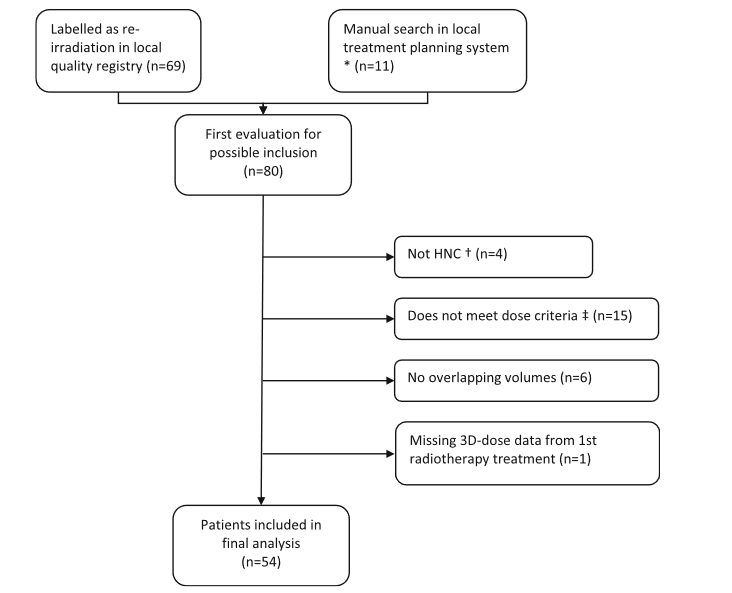 Labelled as re-
irradiation in local
quality registry (n=69)
Manual search in local
treatment planning system
* (n=11)
First evaluation for
possible inclusion
(n=80)
Not HNC † (n=4)
Does not meet dose criteria ‡ (n=15)
No overlapping volumes (n=6)
Missing 3D-dose data from 1st
radiotherapy treatment (n=1)
Patients included in
final analysis
(n=54)